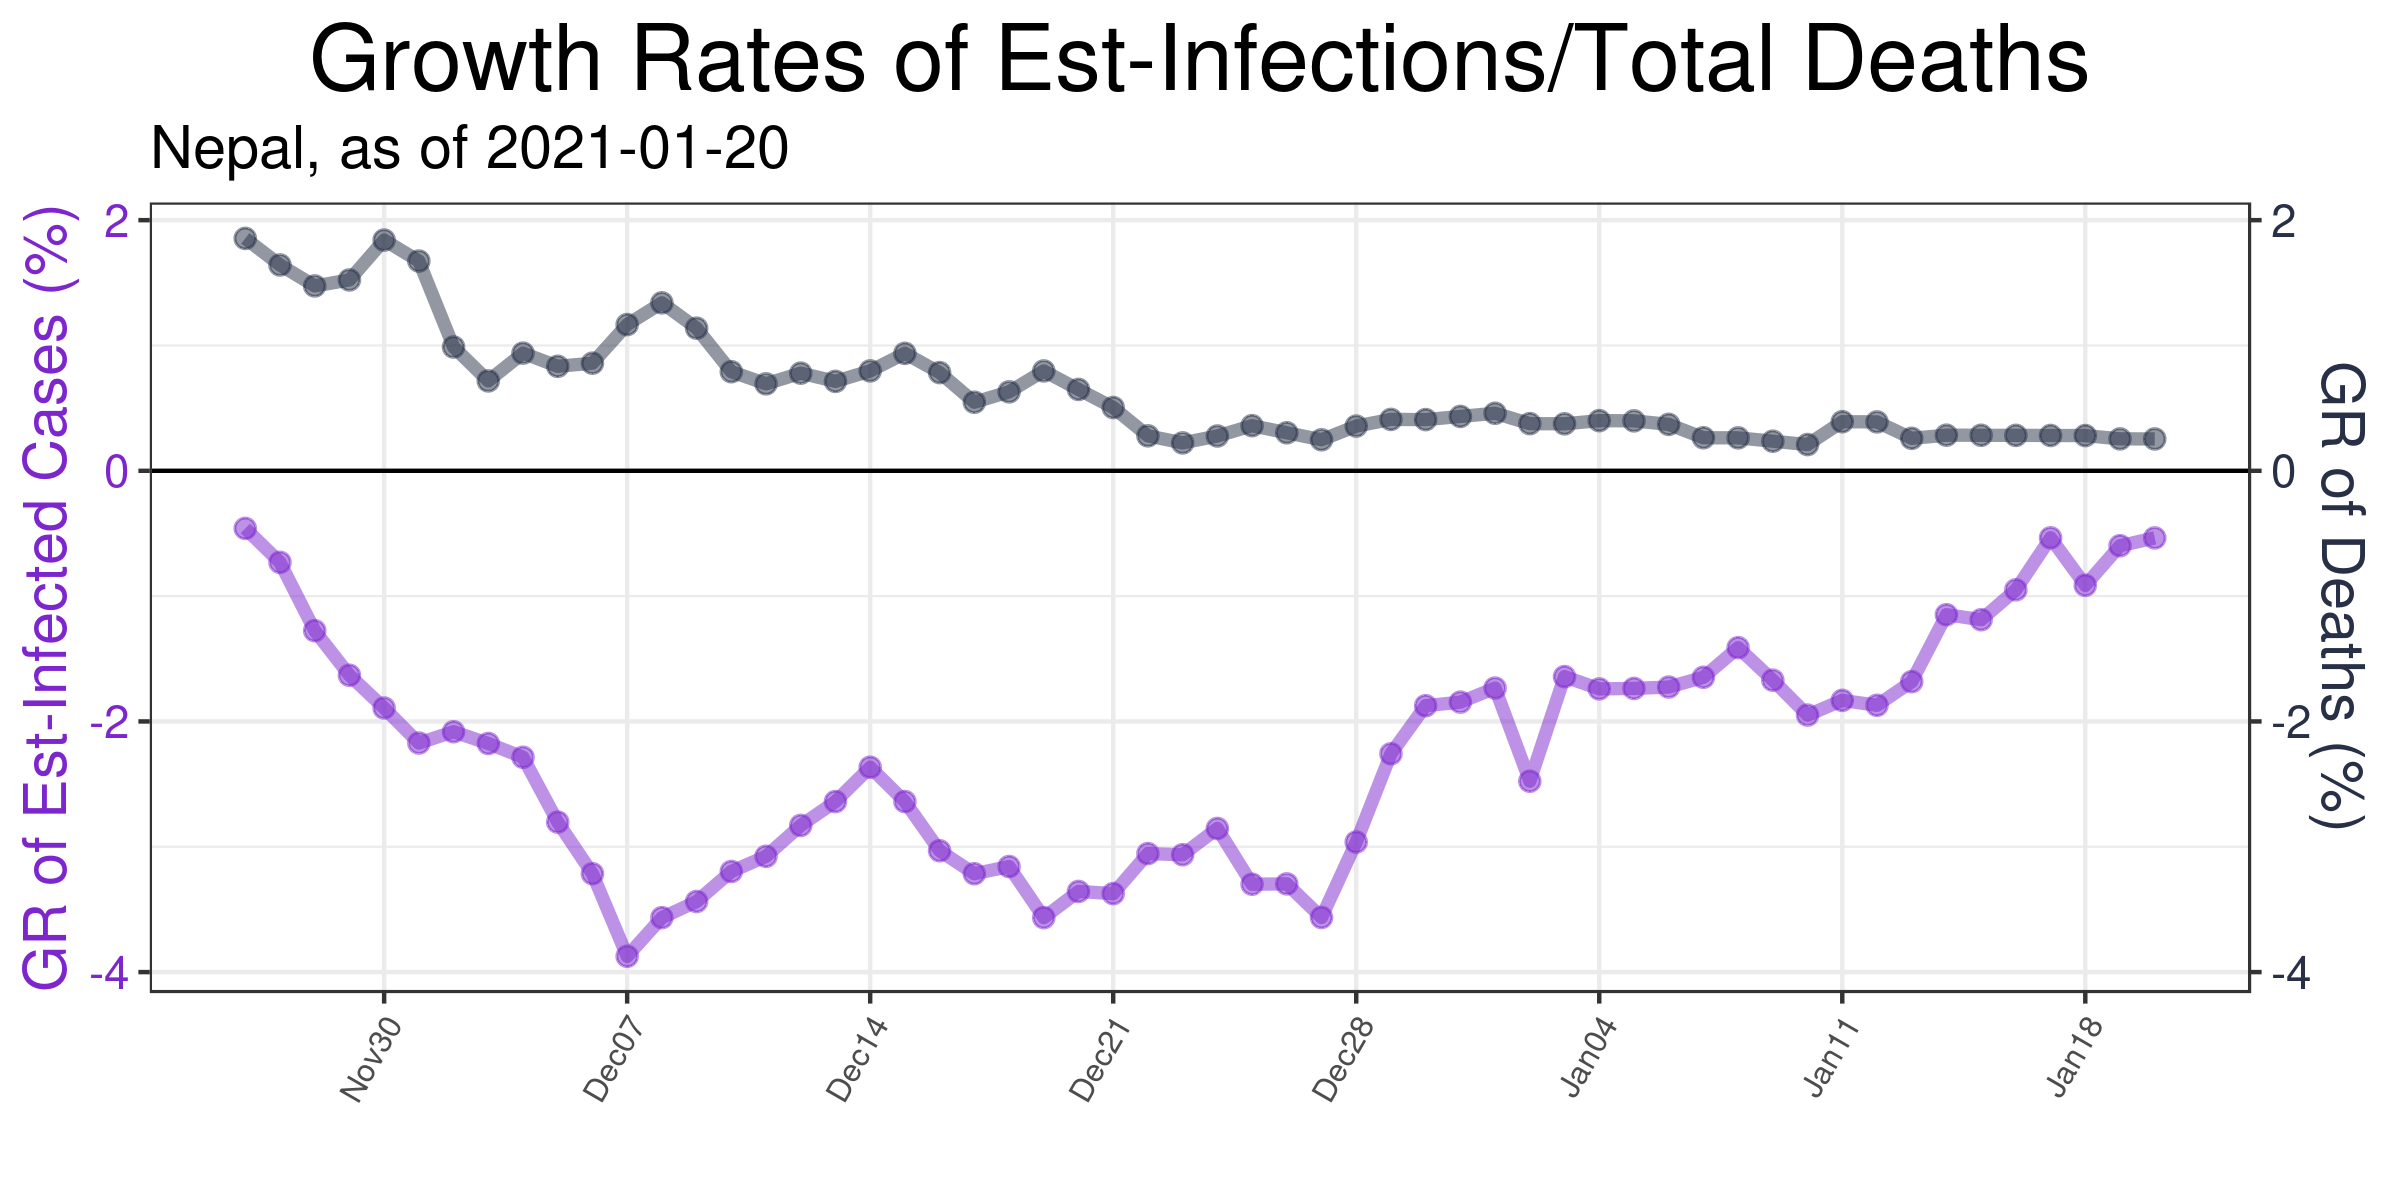 Growth Rates of Est-Infections/Total Deaths
Nepal, as of 2021-01-20
GR of Est-Infected Cases (%)
2
0
-2
-4
2
0
-2
-4
GR of Deaths (%)
Nov30
Dec07
Dec14
Dec21
Dec28
Jan04
Jan11
Jan18